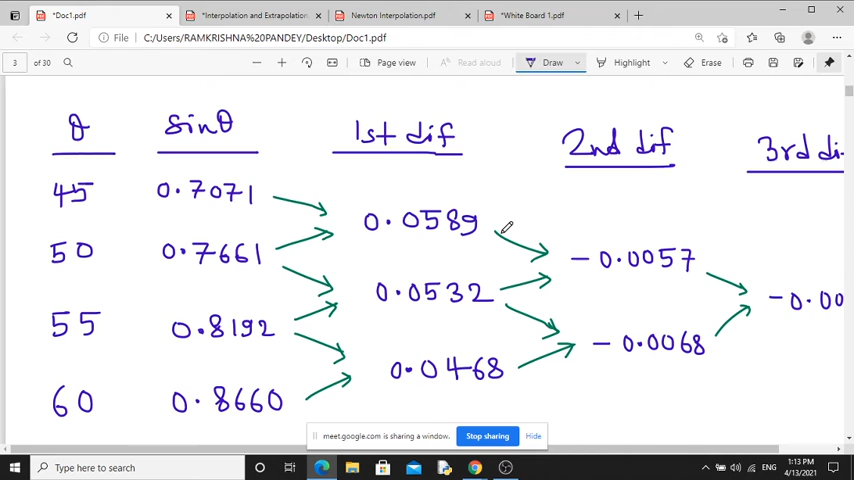 *Doc1.pdf
*Interpolation and Extrapolation
Newton Interpolation.pdf
*White Board 1.pdf
File C:/Users/RAMKRISHNA%20PANDEY/Desktop/Doc1.pdf
3 of 30 Page view Read aloud Draw Highlight Erase
θ sinθ 1st dif 2nd dif 3rd di
45 0.7071
0.0589
50 0.7661 -0.0057
0.0532 -0.00
55 0.8192 -0.0068
0.0468
60 0.8660
meet.google.com is sharing a window. Stop sharing Hide
Type here to search
ENG 1:13 PM
4/13/2021